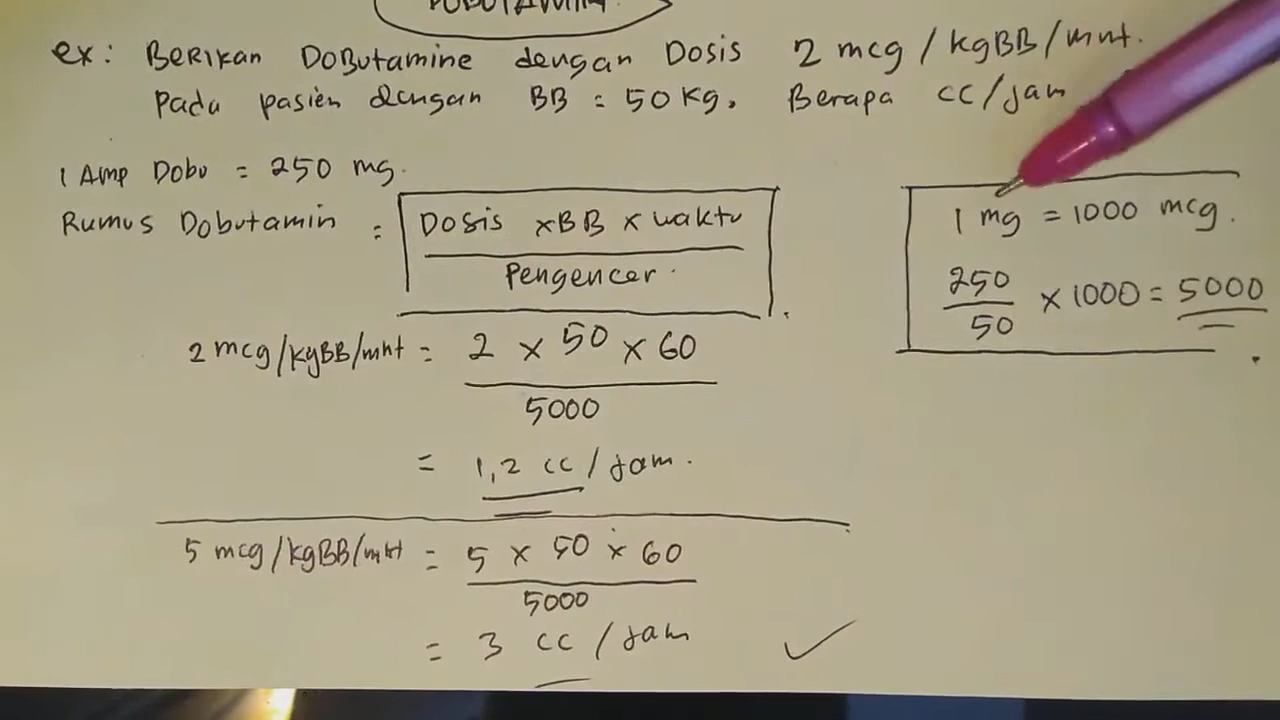 DOBUTAMIN
ex: BERIKAN DOBUTAMINE dengan DOSIS 2 mcg / kgBB/mnt.
Pada pasien dengan BB = 50 Kg. Berapa cc/jam
1 AMP DOBU = 250 mg.
RUMUS DOBUTAMIN = DOSIS x BB x waktu
Pengencer.
1 mg = 1000 mcg.
250
50
x 1000 = 5000
2 mcg/kgBB/mnt = 2 x 50 x 60
5000
= 1,2 cc / jam.
5 mcg/kgBB/mnt = 5 x 50 x 60
5000
= 3 cc / jam